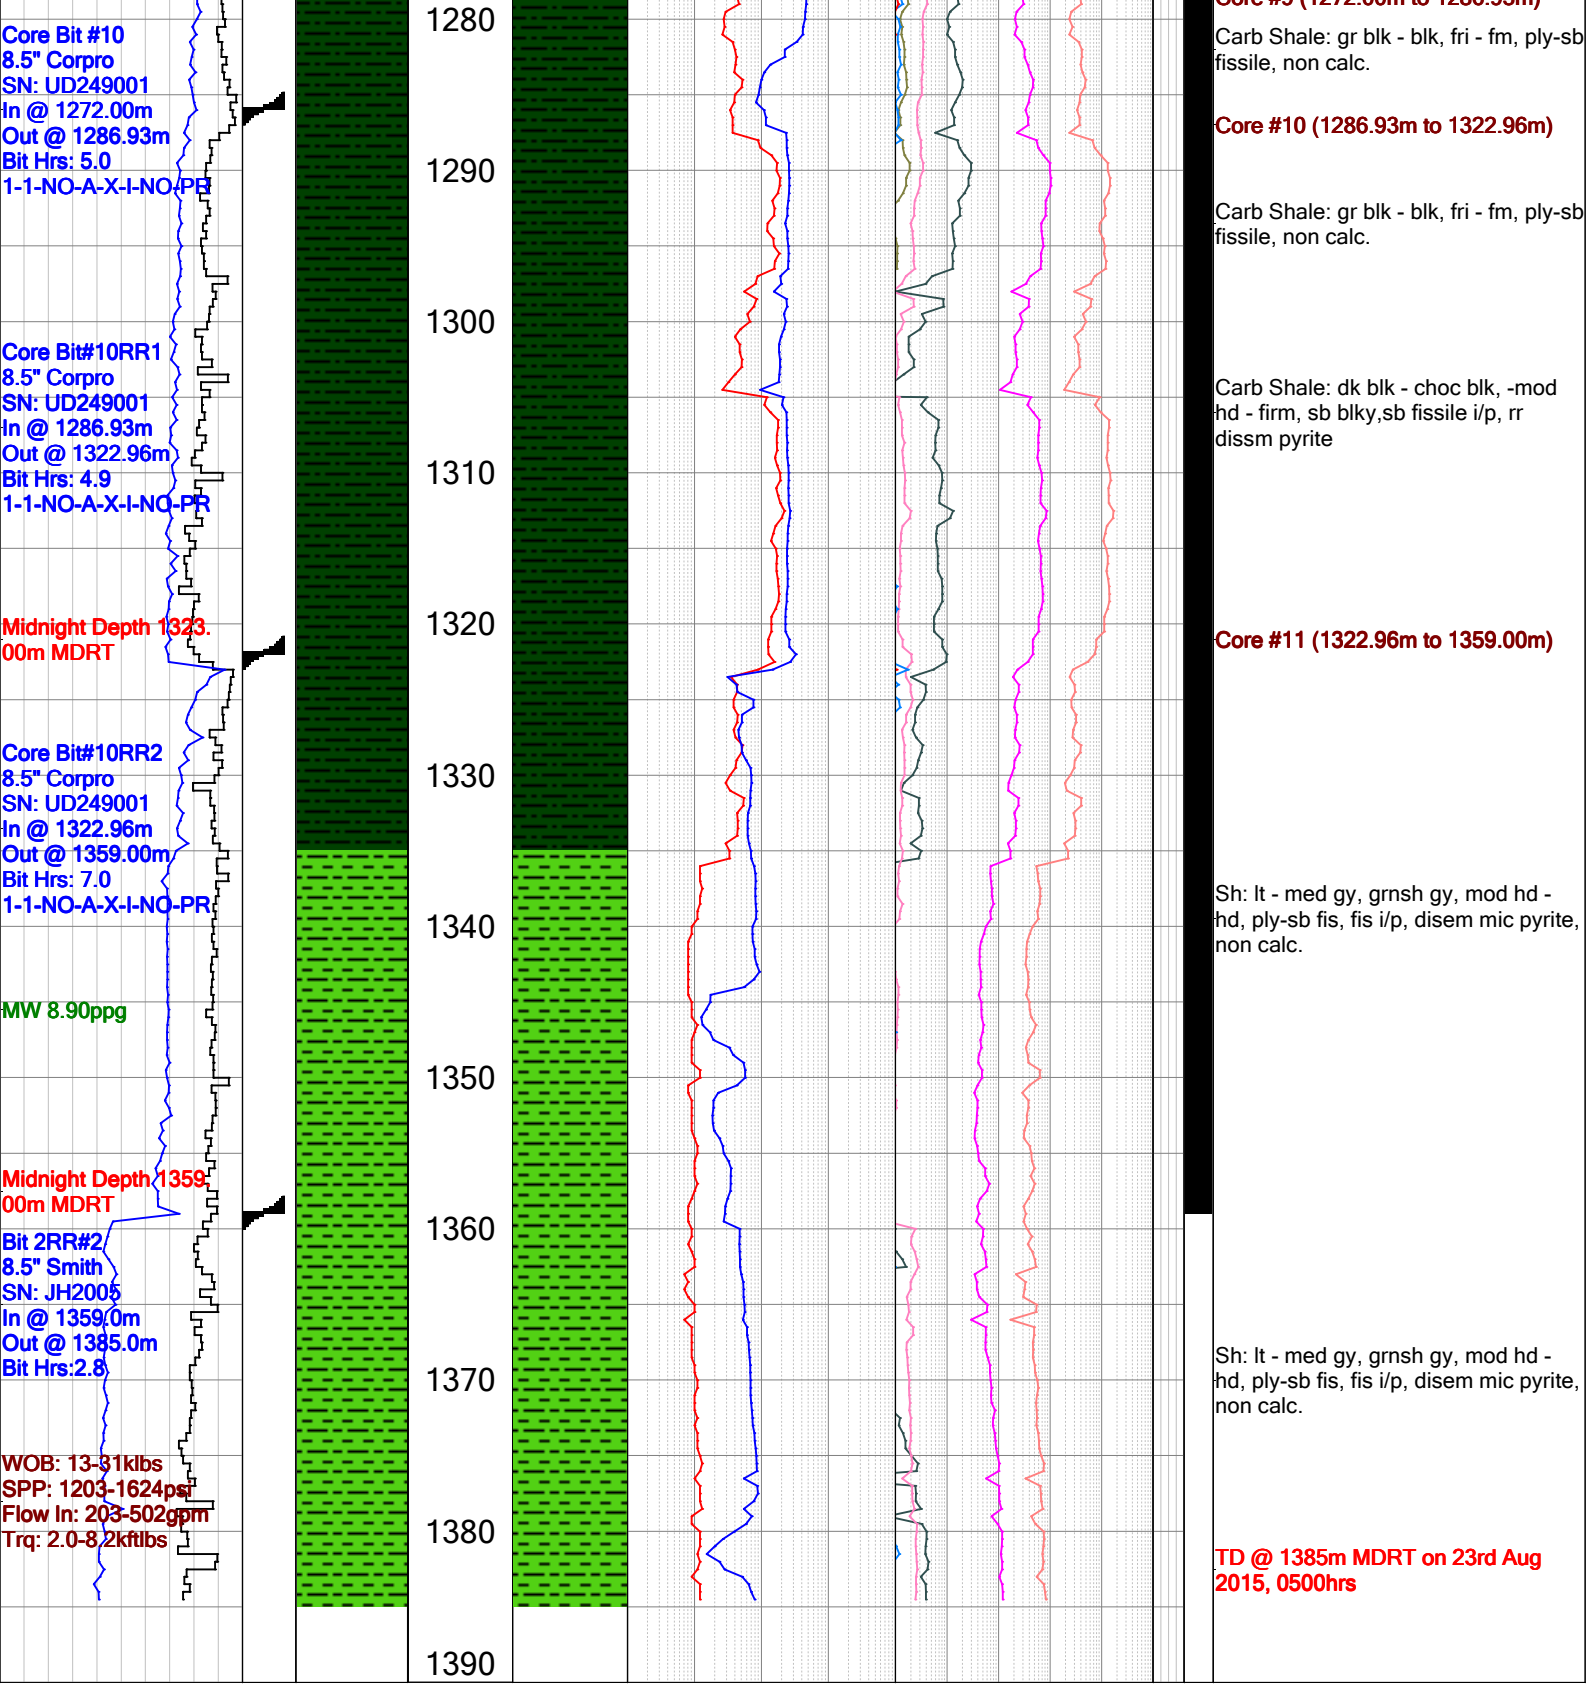 Core Bit #10
8.5" Corpro
SN: UD249001
In @ 1272.00m
Out @ 1286.93m
Bit Hrs: 5.0
1-1-NO-A-X-I-NO-PR
Core Bit#10RR1
8.5" Corpro
SN: UD249001
In @ 1286.93m
Out @ 1322.96m
Bit Hrs: 4.9
1-1-NO-A-X-I-NO-PR
Midnight Depth 1323.
00m MDRT
Core Bit#10RR2
8.5" Corpro
SN: UD249001
In @ 1322.96m
Out @ 1359.00m
Bit Hrs: 7.0
1-1-NO-A-X-I-NO-PR
MW 8.90ppg
Midnight Depth 1359
00m MDRT
Bit 2RR#2
8.5" Smith
SN: JH2005
In @ 1359.0m
Out @ 1385.0m
Bit Hrs:2.8
WOB: 13-31klbs
SPP: 1203-1624psi
Flow In: 203-502gpm
Trq: 2.0-8.2kftlbs
1280
1290
1300
1310
1320
1330
1340
1350
1360
1370
1380
1390
Core #9 (1272.00m to 1286.93m)
Carb Shale: gr blk - blk, fri - fm, ply-sb
fissile, non calc.
Core #10 (1286.93m to 1322.96m)
Carb Shale: gr blk - blk, fri - fm, ply-sb
fissile, non calc.
Carb Shale: dk blk - choc blk, -mod
hd - firm, sb blky,sb fissile i/p, rr
dissm pyrite
Core #11 (1322.96m to 1359.00m)
Sh: lt - med gy, grnsh gy, mod hd -
hd, ply-sb fis, fis i/p, disem mic pyrite,
non calc.
Sh: lt - med gy, grnsh gy, mod hd -
hd, ply-sb fis, fis i/p, disem mic pyrite,
non calc.
TD @ 1385m MDRT on 23rd Aug
2015, 0500hrs